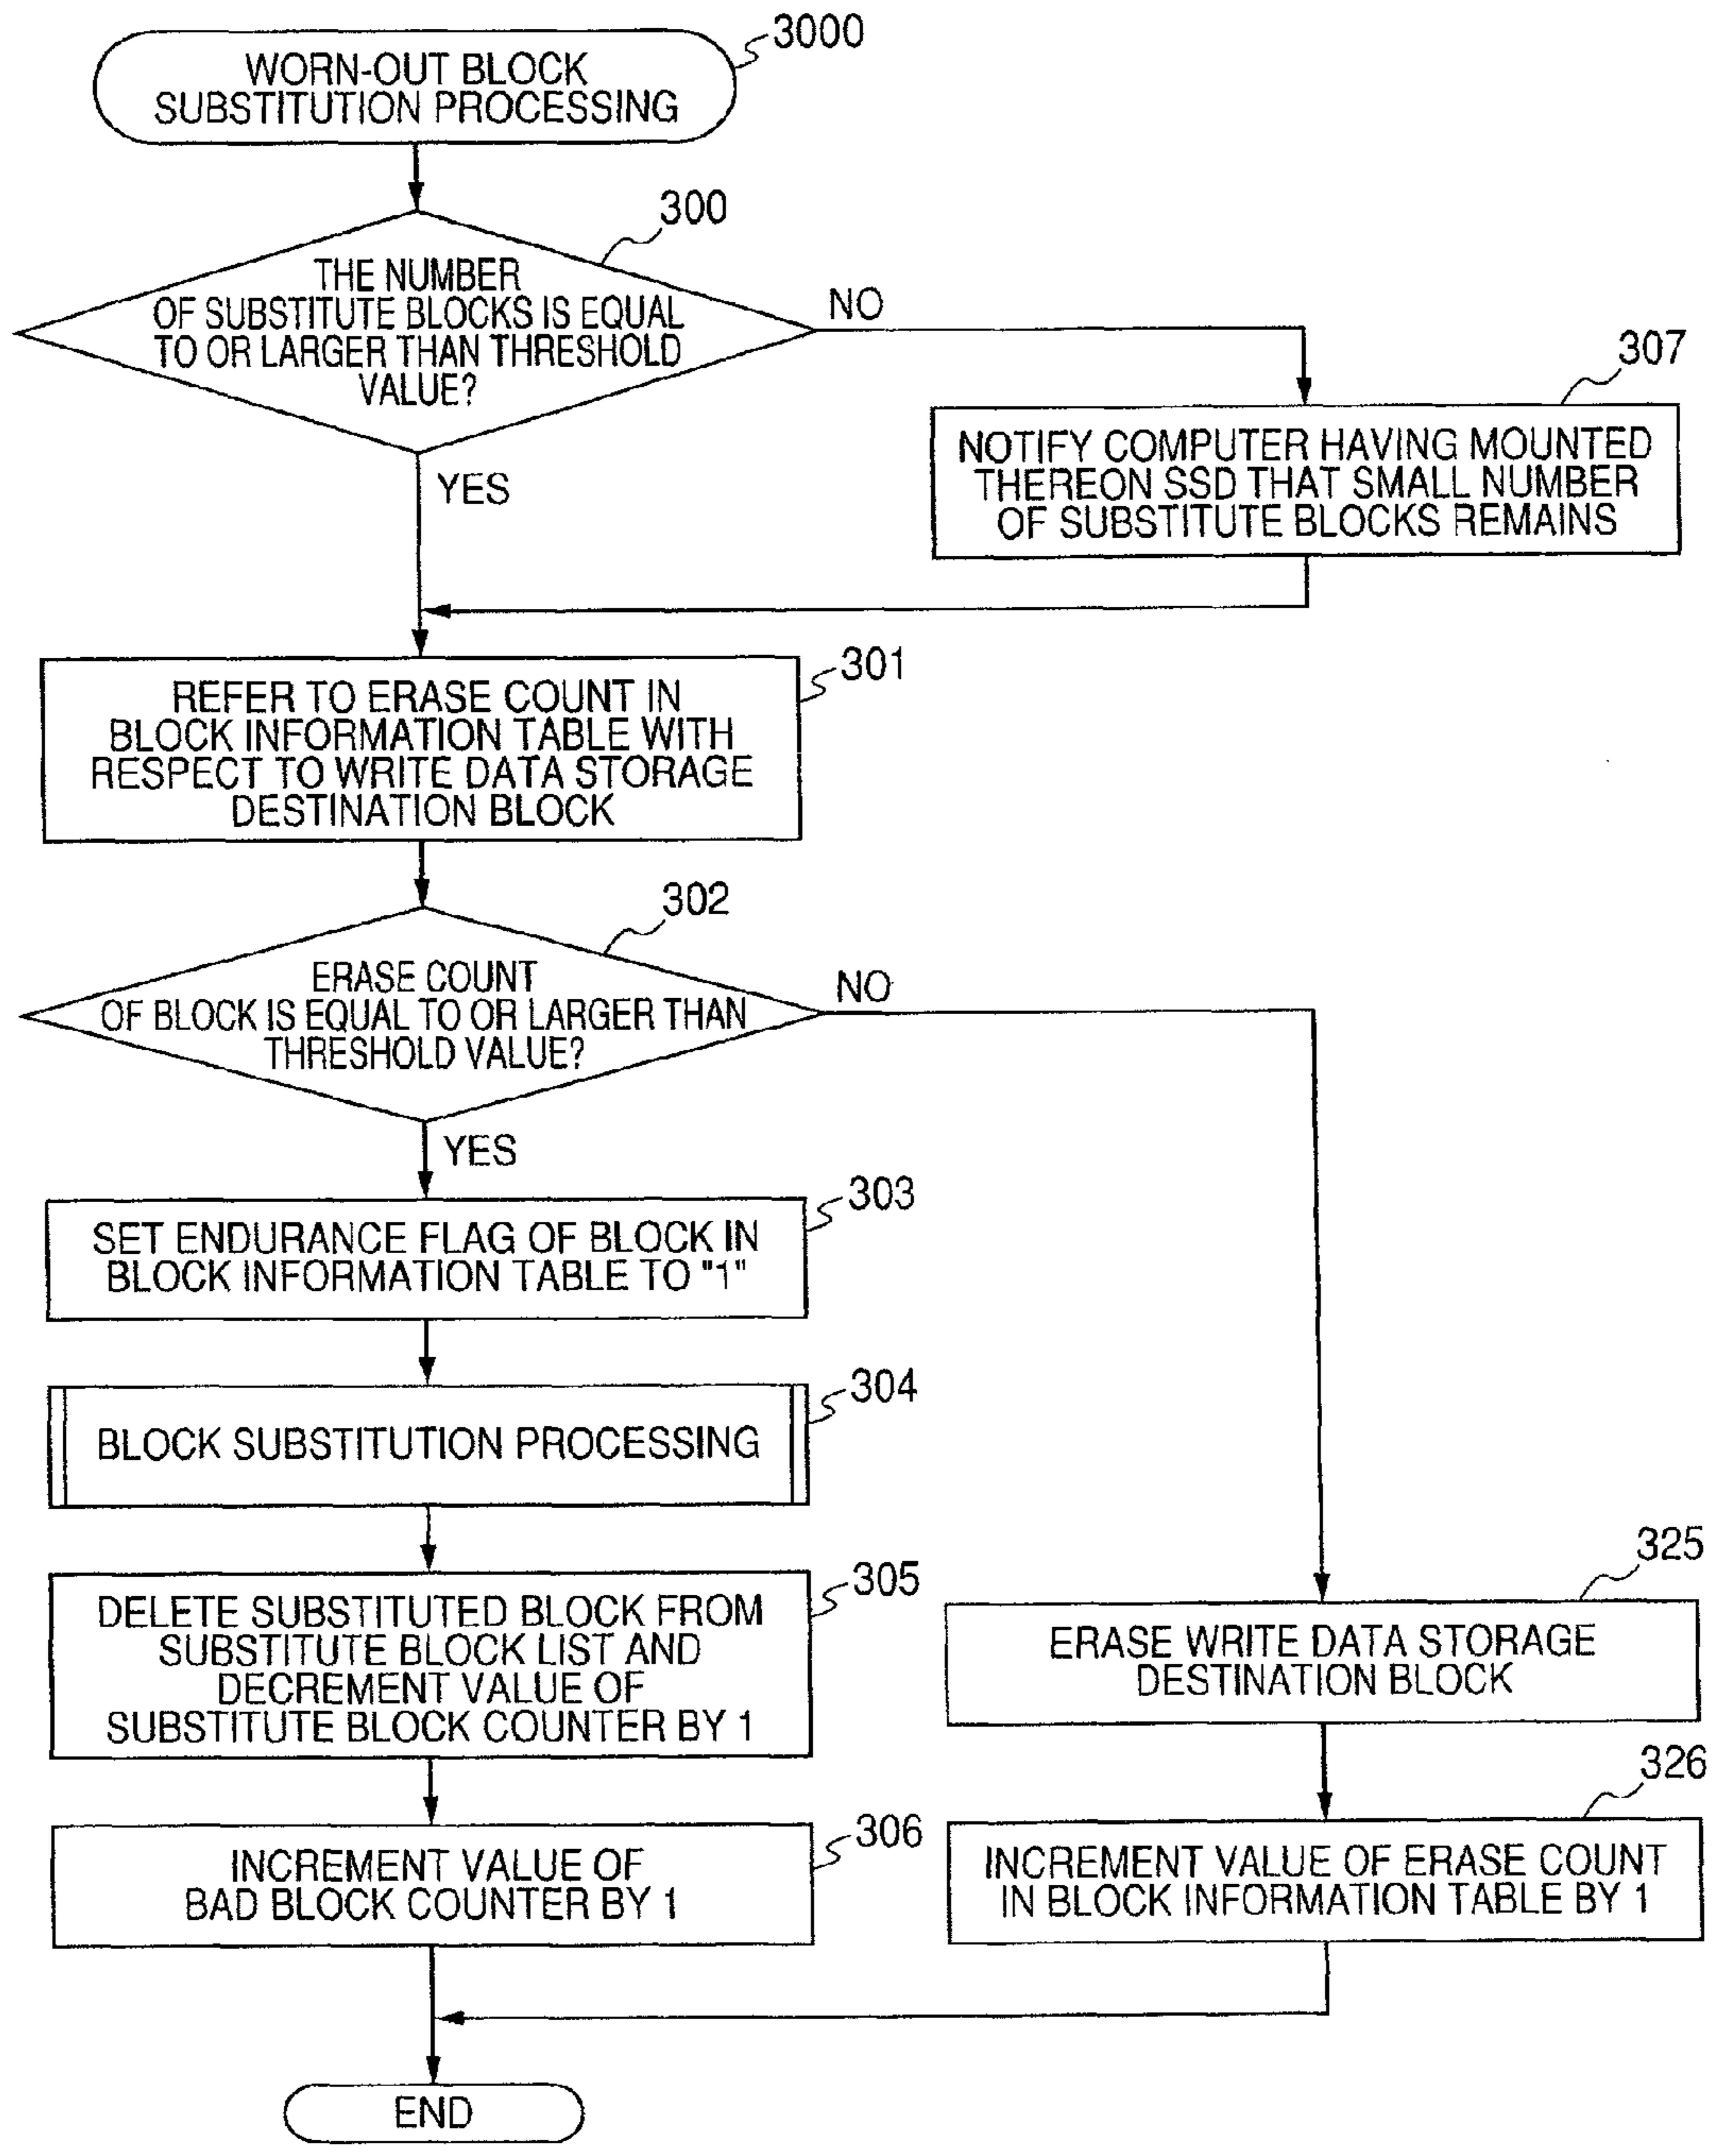 3000
WORN-OUT BLOCK
SUBSTITUTION PROCESSING
300
THE NUMBER
OF SUBSTITUTE BLOCKS IS EQUAL
TO OR LARGER THAN THRESHOLD
VALUE?
NO
YES
307
NOTIFY COMPUTER HAVING MOUNTED
THEREON SSD THAT SMALL NUMBER
OF SUBSTITUTE BLOCKS REMAINS
301
REFER TO ERASE COUNT IN
BLOCK INFORMATION TABLE WITH
RESPECT TO WRITE DATA STORAGE
DESTINATION BLOCK
302
ERASE COUNT
OF BLOCK IS EQUAL TO OR LARGER THAN
THRESHOLD VALUE?
NO
YES
303
SET ENDURANCE FLAG OF BLOCK IN
BLOCK INFORMATION TABLE TO "1"
304
BLOCK SUBSTITUTION PROCESSING
305
DELETE SUBSTITUTED BLOCK FROM
SUBSTITUTE BLOCK LIST AND
DECREMENT VALUE OF
SUBSTITUTE BLOCK COUNTER BY 1
325
ERASE WRITE DATA STORAGE
DESTINATION BLOCK
306
INCREMENT VALUE OF
BAD BLOCK COUNTER BY 1
326
INCREMENT VALUE OF ERASE COUNT
IN BLOCK INFORMATION TABLE BY 1
END